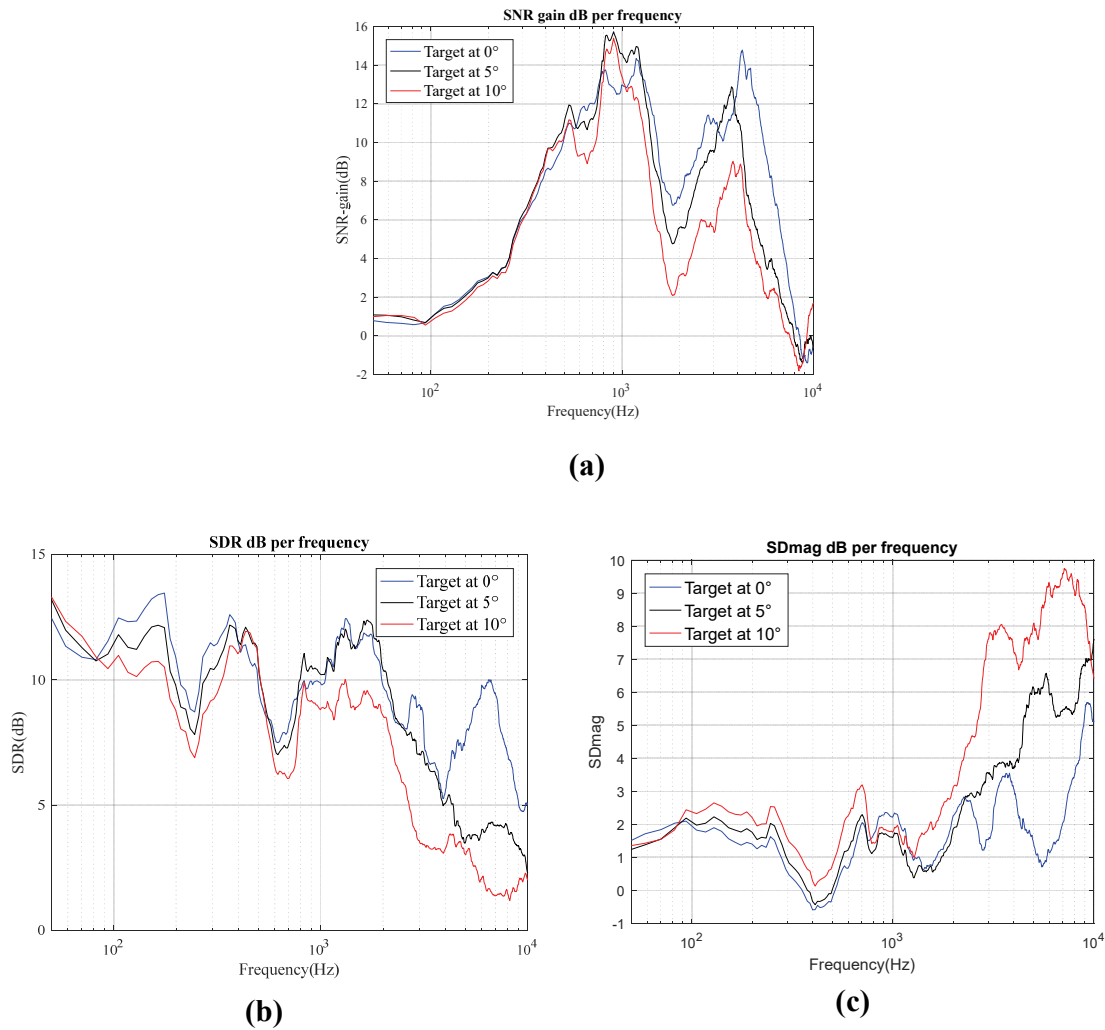 SNR gain dB per frequency
16
14
12
10
8
6
4
2
0
-2
SNR-gain(dB)
Target at 0°
Target at 5°
Target at 10°
10²
10³
10⁴
Frequency(Hz)
(a)
SDR dB per frequency
15
10
5
0
SDR(dB)
Target at 0°
Target at 5°
Target at 10°
10²
10³
10⁴
Frequency(Hz)
(b)
SDmag dB per frequency
10
9
8
7
6
5
4
3
2
1
0
-1
SDmag
Target at 0°
Target at 5°
Target at 10°
10²
10³
10⁴
Frequency(Hz)
(c)